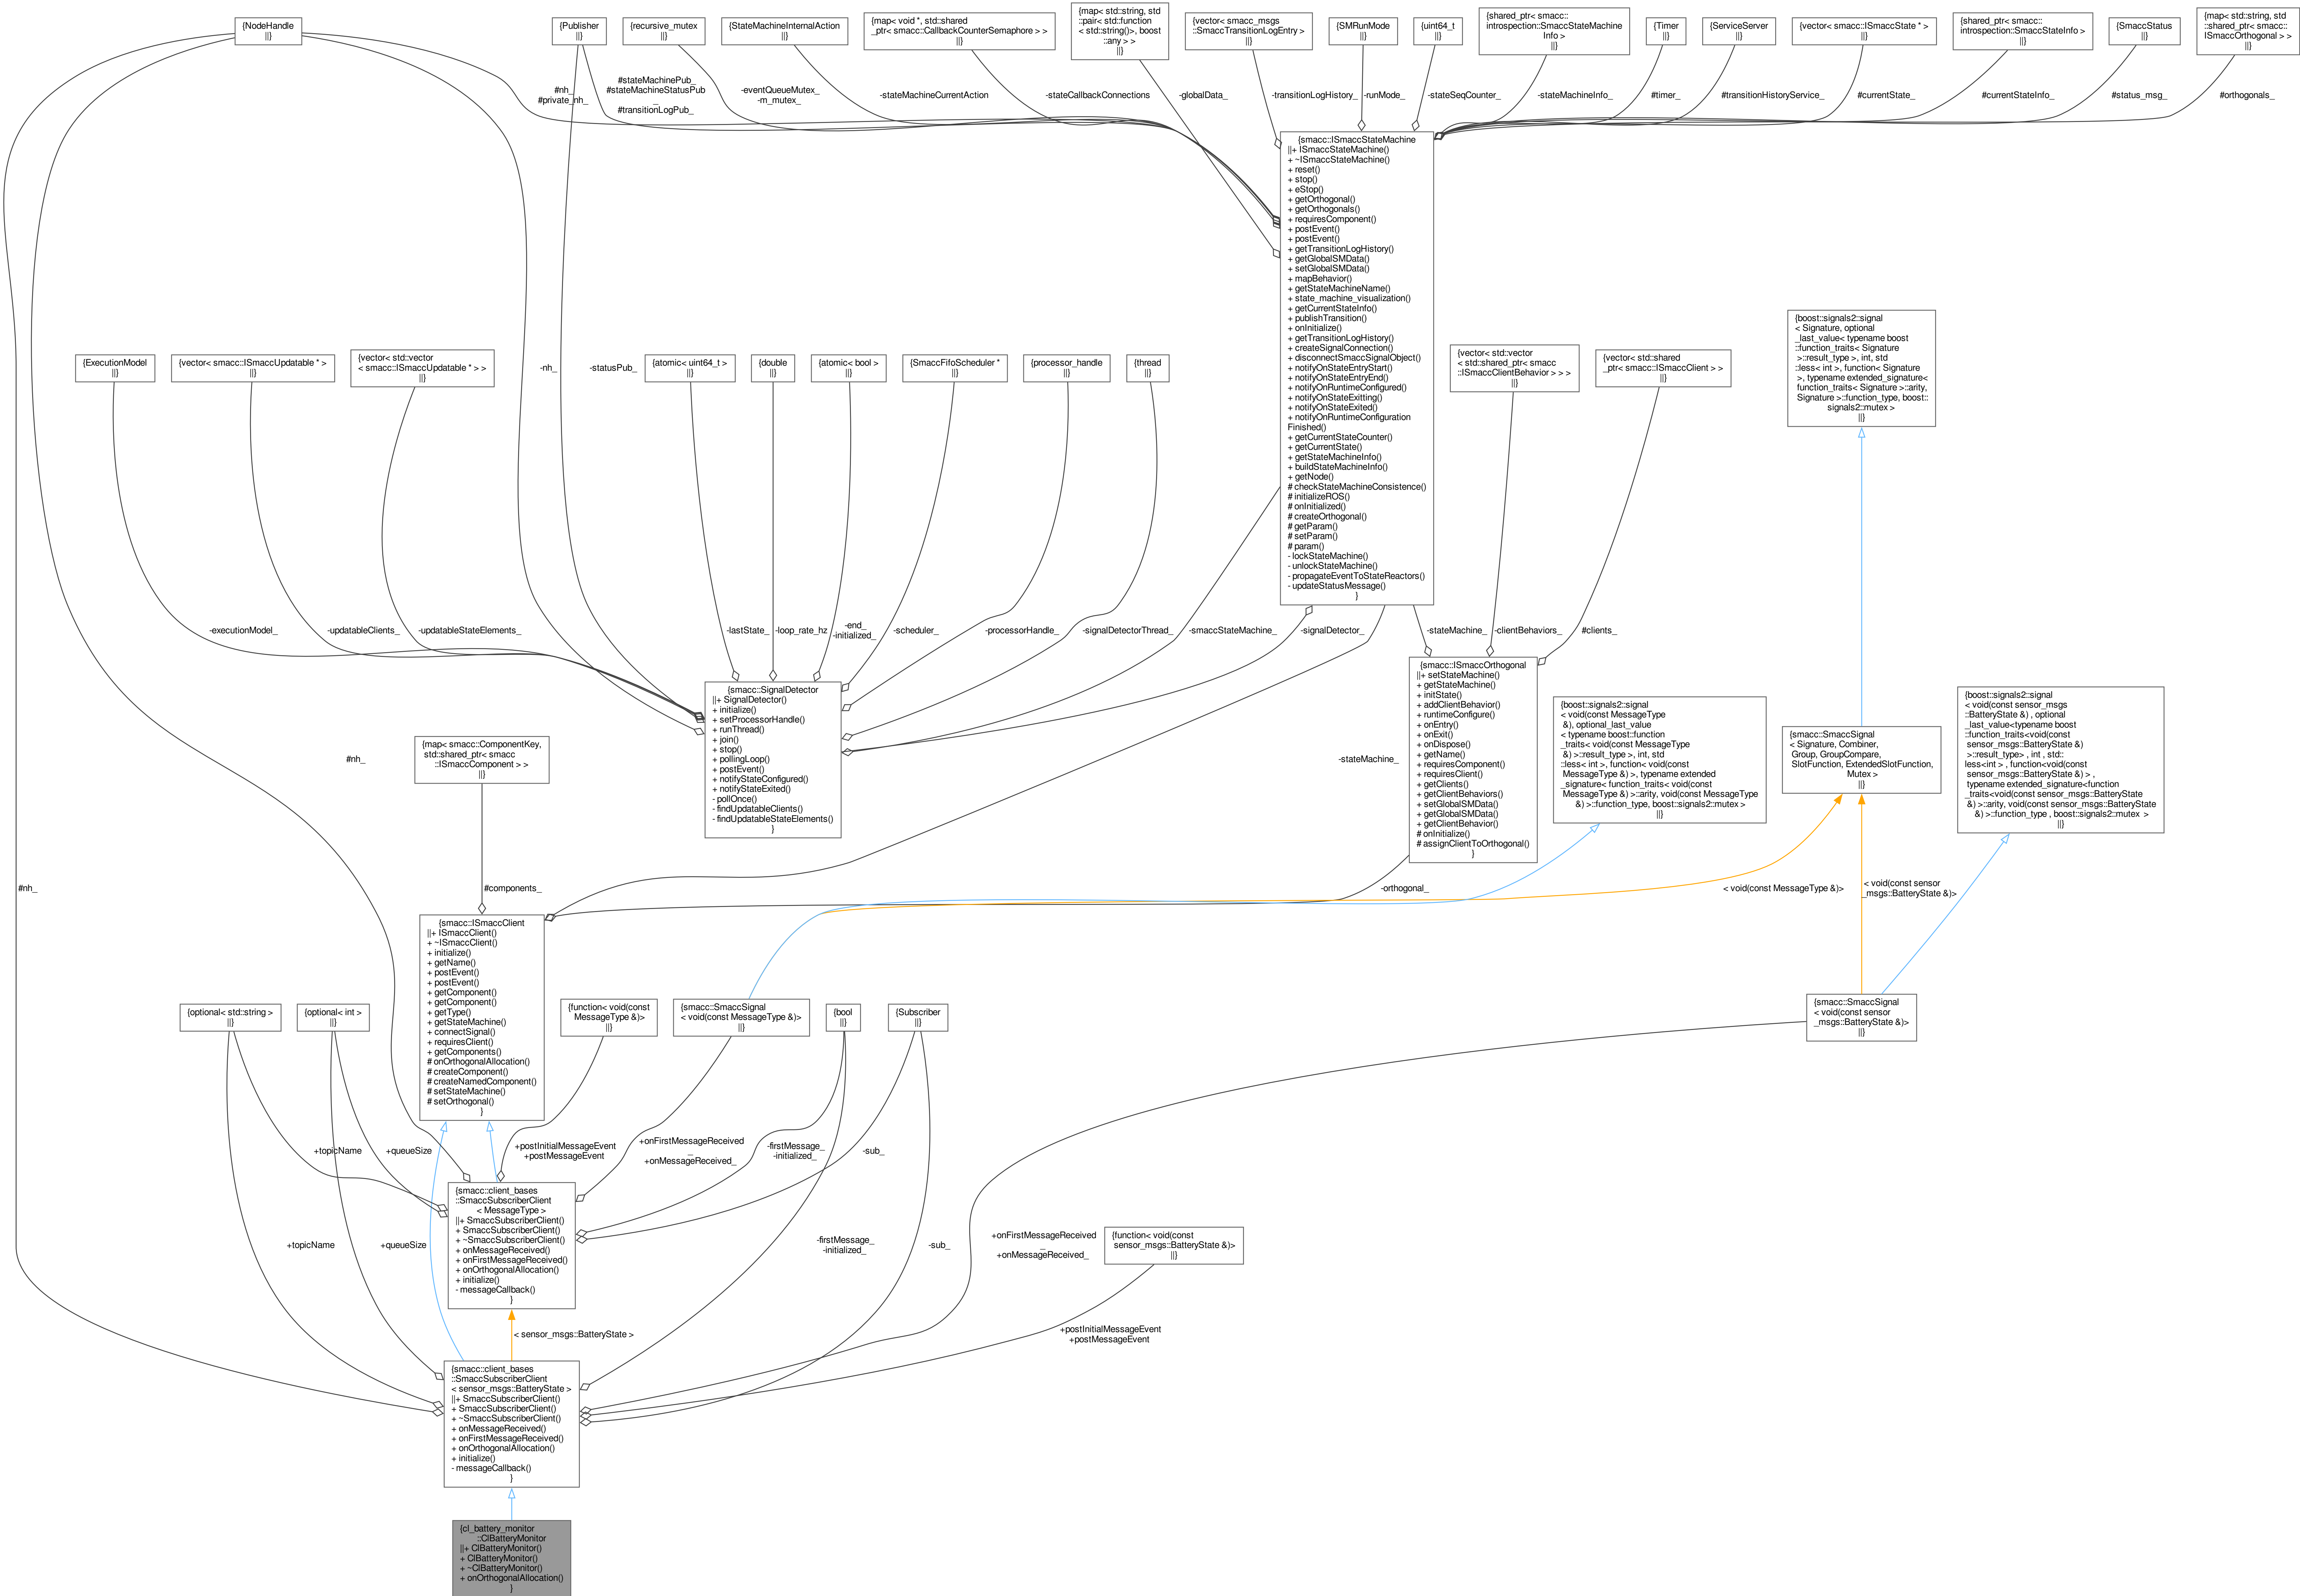 {NodeHandle
||}
{Publisher
||}
{recursive_mutex
||}
{StateMachineInternalAction
||}
{map< void *, std::shared
_ptr< smacc::CallbackCounterSemaphore > >
||}
{map< std::string, std
::pair< std::function
< std::string()>, boost
::any > >
||}
{vector< smacc_msgs
::SmaccTransitionLogEntry >
||}
{SMRunMode
||}
{uint64_t
||}
{shared_ptr< smacc::
introspection::SmaccStateMachine
Info >
||}
{Timer
||}
{ServiceServer
||}
{vector< smacc::ISmaccState * >
||}
{shared_ptr< smacc::
introspection::SmaccStateInfo >
||}
{SmaccStatus
||}
{map< std::string, std
::shared_ptr< smacc::
ISmaccOrthogonal > >
||}
#nh_
#private_nh_
#stateMachinePub_
#stateMachineStatusPub
_
#transitionLogPub_
-eventQueueMutex_
-m_mutex_
-stateMachineCurrentAction
-stateCallbackConnections
-globalData_
-transitionLogHistory_
-runMode_
-stateSeqCounter_
-stateMachineInfo_
#timer_
#transitionHistoryService_
#currentState_
#currentStateInfo_
#status_msg_
#orthogonals_
{smacc::ISmaccStateMachine
||+ ISmaccStateMachine()
+ ~ISmaccStateMachine()
+ reset()
+ stop()
+ eStop()
+ getOrthogonal()
+ getOrthogonals()
+ requiresComponent()
+ postEvent()
+ postEvent()
+ getTransitionLogHistory()
+ getGlobalSMData()
+ setGlobalSMData()
+ mapBehavior()
+ getStateMachineName()
+ state_machine_visualization()
+ getCurrentStateInfo()
+ publishTransition()
+ onInitialize()
+ getTransitionLogHistory()
+ createSignalConnection()
+ disconnectSmaccSignalObject()
+ notifyOnStateEntryStart()
+ notifyOnStateEntryEnd()
+ notifyOnRuntimeConfigured()
+ notifyOnStateExitting()
+ notifyOnStateExited()
+ notifyOnRuntimeConfiguration
Finished()
+ getCurrentStateCounter()
+ getCurrentState()
+ getStateMachineInfo()
+ buildStateMachineInfo()
+ getNode()
# checkStateMachineConsistence()
# initializeROS()
# onInitialized()
# createOrthogonal()
# getParam()
# setParam()
# param()
- lockStateMachine()
- unlockStateMachine()
- propagateEventToStateReactors()
- updateStatusMessage()
}
{ExecutionModel
||}
{vector< smacc::ISmaccUpdatable * >
||}
{vector< std::vector
< smacc::ISmaccUpdatable * > >
||}
-nh_
-statusPub_
{atomic< uint64_t >
||}
{double
||}
{atomic< bool >
||}
{SmaccFifoScheduler *
||}
{processor_handle
||}
{thread
||}
{vector< std::vector
< std::shared_ptr< smacc
::ISmaccClientBehavior > > >
||}
{vector< std::shared
_ptr< smacc::ISmaccClient > >
||}
{boost::signals2::signal
< Signature, optional
_last_value< typename boost
::function_traits< Signature
>::result_type >, int, std
::less< int >, function< Signature
>, typename extended_signature<
function_traits< Signature >::arity,
Signature >::function_type, boost::
signals2::mutex >
||}
-executionModel_
-updatableClients_
-updatableStateElements_
-lastState_
-loop_rate_hz
-end_
-initialized_
-scheduler_
-processorHandle_
-signalDetectorThread_
-smaccStateMachine_
-signalDetector_
-stateMachine_
-clientBehaviors_
#clients_
{smacc::SignalDetector
||+ SignalDetector()
+ initialize()
+ setProcessorHandle()
+ runThread()
+ join()
+ stop()
+ pollingLoop()
+ postEvent()
+ notifyStateConfigured()
+ notifyStateExited()
- pollOnce()
- findUpdatableClients()
- findUpdatableStateElements()
}
{smacc::ISmaccOrthogonal
||+ setStateMachine()
+ getStateMachine()
+ initState()
+ addClientBehavior()
+ runtimeConfigure()
+ onEntry()
+ onExit()
+ onDispose()
+ getName()
+ requiresComponent()
+ requiresClient()
+ getClients()
+ getClientBehaviors()
+ setGlobalSMData()
+ getGlobalSMData()
+ getClientBehavior()
# onInitialize()
# assignClientToOrthogonal()
}
{boost::signals2::signal
< void(const MessageType
&), optional_last_value
< typename boost::function
_traits< void(const MessageType
&) >::result_type >, int, std
::less< int >, function< void(const
MessageType &) >, typename extended
_signature< function_traits< void(const
MessageType &) >::arity, void(const MessageType
&) >::function_type, boost::signals2::mutex >
||}
{smacc::SmaccSignal
< Signature, Combiner,
Group, GroupCompare,
SlotFunction, ExtendedSlotFunction,
Mutex >
||}
{boost::signals2::signal
< void(const sensor_msgs
::BatteryState &) , optional
_last_value<typename boost
::function_traits<void(const
sensor_msgs::BatteryState &)
>::result_type> , int , std::
less<int > , function<void(const
sensor_msgs::BatteryState &) > ,
typename extended_signature<function
_traits<void(const sensor_msgs::BatteryState
&) >::arity, void(const sensor_msgs::BatteryState
&) >::function_type , boost::signals2::mutex >
||}
{map< smacc::ComponentKey,
std::shared_ptr< smacc
::ISmaccComponent > >
||}
#nh_
-stateMachine_
#nh_
#components_
-orthogonal_
< void(const MessageType &)>
< void(const sensor
_msgs::BatteryState &)>
{smacc::ISmaccClient
||+ ISmaccClient()
+ ~ISmaccClient()
+ initialize()
+ getName()
+ postEvent()
+ postEvent()
+ getComponent()
+ getComponent()
+ getType()
+ getStateMachine()
+ connectSignal()
+ requiresClient()
+ getComponents()
# onOrthogonalAllocation()
# createComponent()
# createNamedComponent()
# setStateMachine()
# setOrthogonal()
}
{optional< std::string >
||}
{optional< int >
||}
{function< void(const
MessageType &)>
||}
{smacc::SmaccSignal
< void(const MessageType &)>
||}
{bool
||}
{Subscriber
||}
{smacc::SmaccSignal
< void(const sensor
_msgs::BatteryState &)>
||}
+topicName
+queueSize
+postInitialMessageEvent
+postMessageEvent
+onFirstMessageReceived
_
+onMessageReceived_
-firstMessage_
-initialized_
-sub_
{smacc::client_bases
::SmaccSubscriberClient
< MessageType >
||+ SmaccSubscriberClient()
+ SmaccSubscriberClient()
+ ~SmaccSubscriberClient()
+ onMessageReceived()
+ onFirstMessageReceived()
+ onOrthogonalAllocation()
+ initialize()
- messageCallback()
}
+topicName
+queueSize
-firstMessage_
-initialized_
-sub_
+onFirstMessageReceived
_
+onMessageReceived_
{function< void(const
sensor_msgs::BatteryState &)>
||}
< sensor_msgs::BatteryState >
+postInitialMessageEvent
+postMessageEvent
{smacc::client_bases
::SmaccSubscriberClient
< sensor_msgs::BatteryState >
||+ SmaccSubscriberClient()
+ SmaccSubscriberClient()
+ ~SmaccSubscriberClient()
+ onMessageReceived()
+ onFirstMessageReceived()
+ onOrthogonalAllocation()
+ initialize()
- messageCallback()
}
{cl_battery_monitor
::ClBatteryMonitor
||+ ClBatteryMonitor()
+ ClBatteryMonitor()
+ ~ClBatteryMonitor()
+ onOrthogonalAllocation()
}